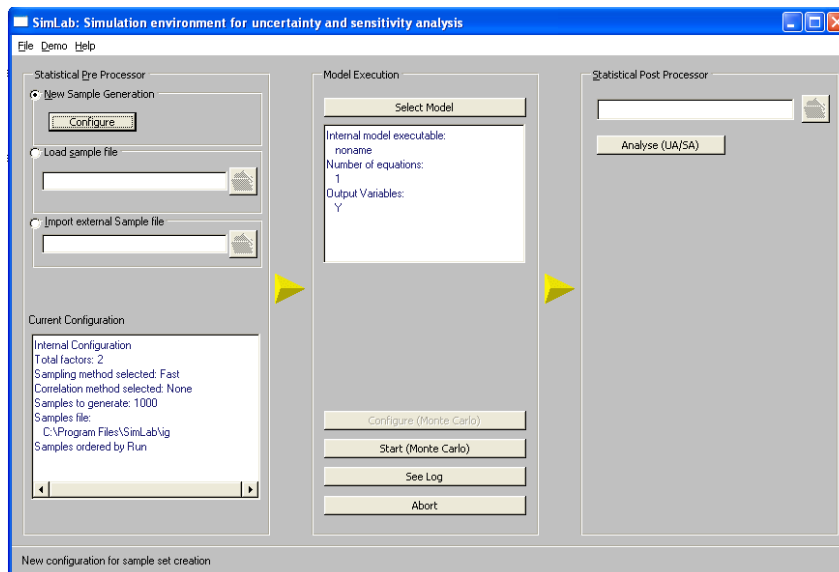 SimLab: Simulation environment for uncertainty and sensitivity analysis
File Demo Help
Statistical Pre Processor
New Sample Generation
Configure
Load sample file
Import external Sample file
Current Configuration
Internal Configuration
Total factors: 2
Sampling method selected: Fast
Correlation method selected: None
Samples to generate: 1000
Samples file:
C:\Program Files\SimLab\ig
Samples ordered by Run
Model Execution
Select Model
Internal model executable:
noname
Number of equations:
1
Output Variables:
Y
Configure (Monte Carlo)
Start (Monte Carlo)
See Log
Abort
Statistical Post Processor
Analyse (UA/SA)
New configuration for sample set creation